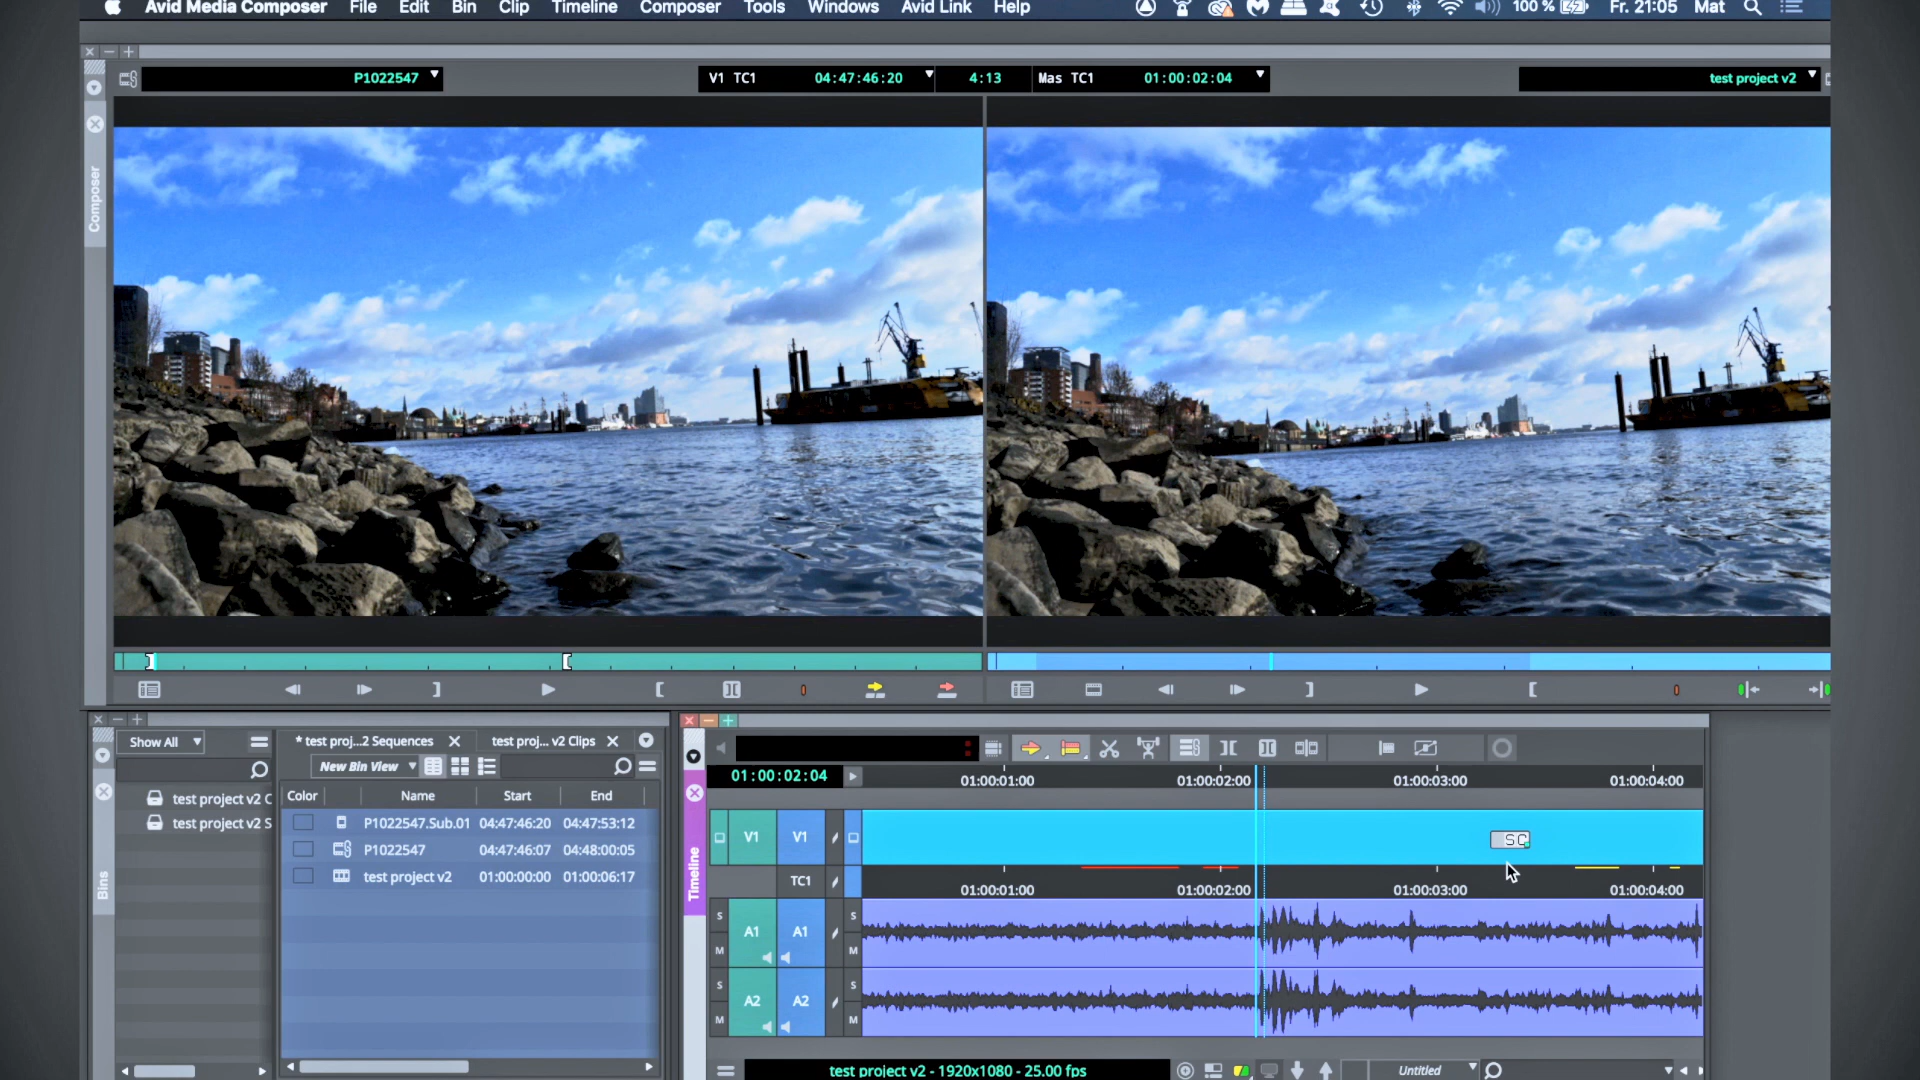 Avid Media Composer File Edit Bin Clip Timeline Composer Tools Windows Avid Link Help 100 % Fr. 21:05 Mat
P1022547 V1 TC1 04:47:46:20 4:13 Mas TC1 01:00:02:04 test project v2
Composer
Show All * test proj...2 Sequences test proj... v2 Clips
New Bin View
Color Name Start End
test project v2 C
test project v2 S
P1022547.Sub.01 04:47:46:20 04:47:53:12
P1022547 04:47:46:07 04:48:00:05
test project v2 01:00:00:00 01:00:06:17
Bins
Timeline
01:00:02:04 01:00:01:00 01:00:02:00 01:00:03:00 01:00:04:00
V1 V1 SC
TC1 01:00:01:00 01:00:02:00 01:00:03:00 01:00:04:00
S S
A1 A1
M M
S S
A2 A2
M M
test project v2 - 1920x1080 - 25.00 fps Untitled